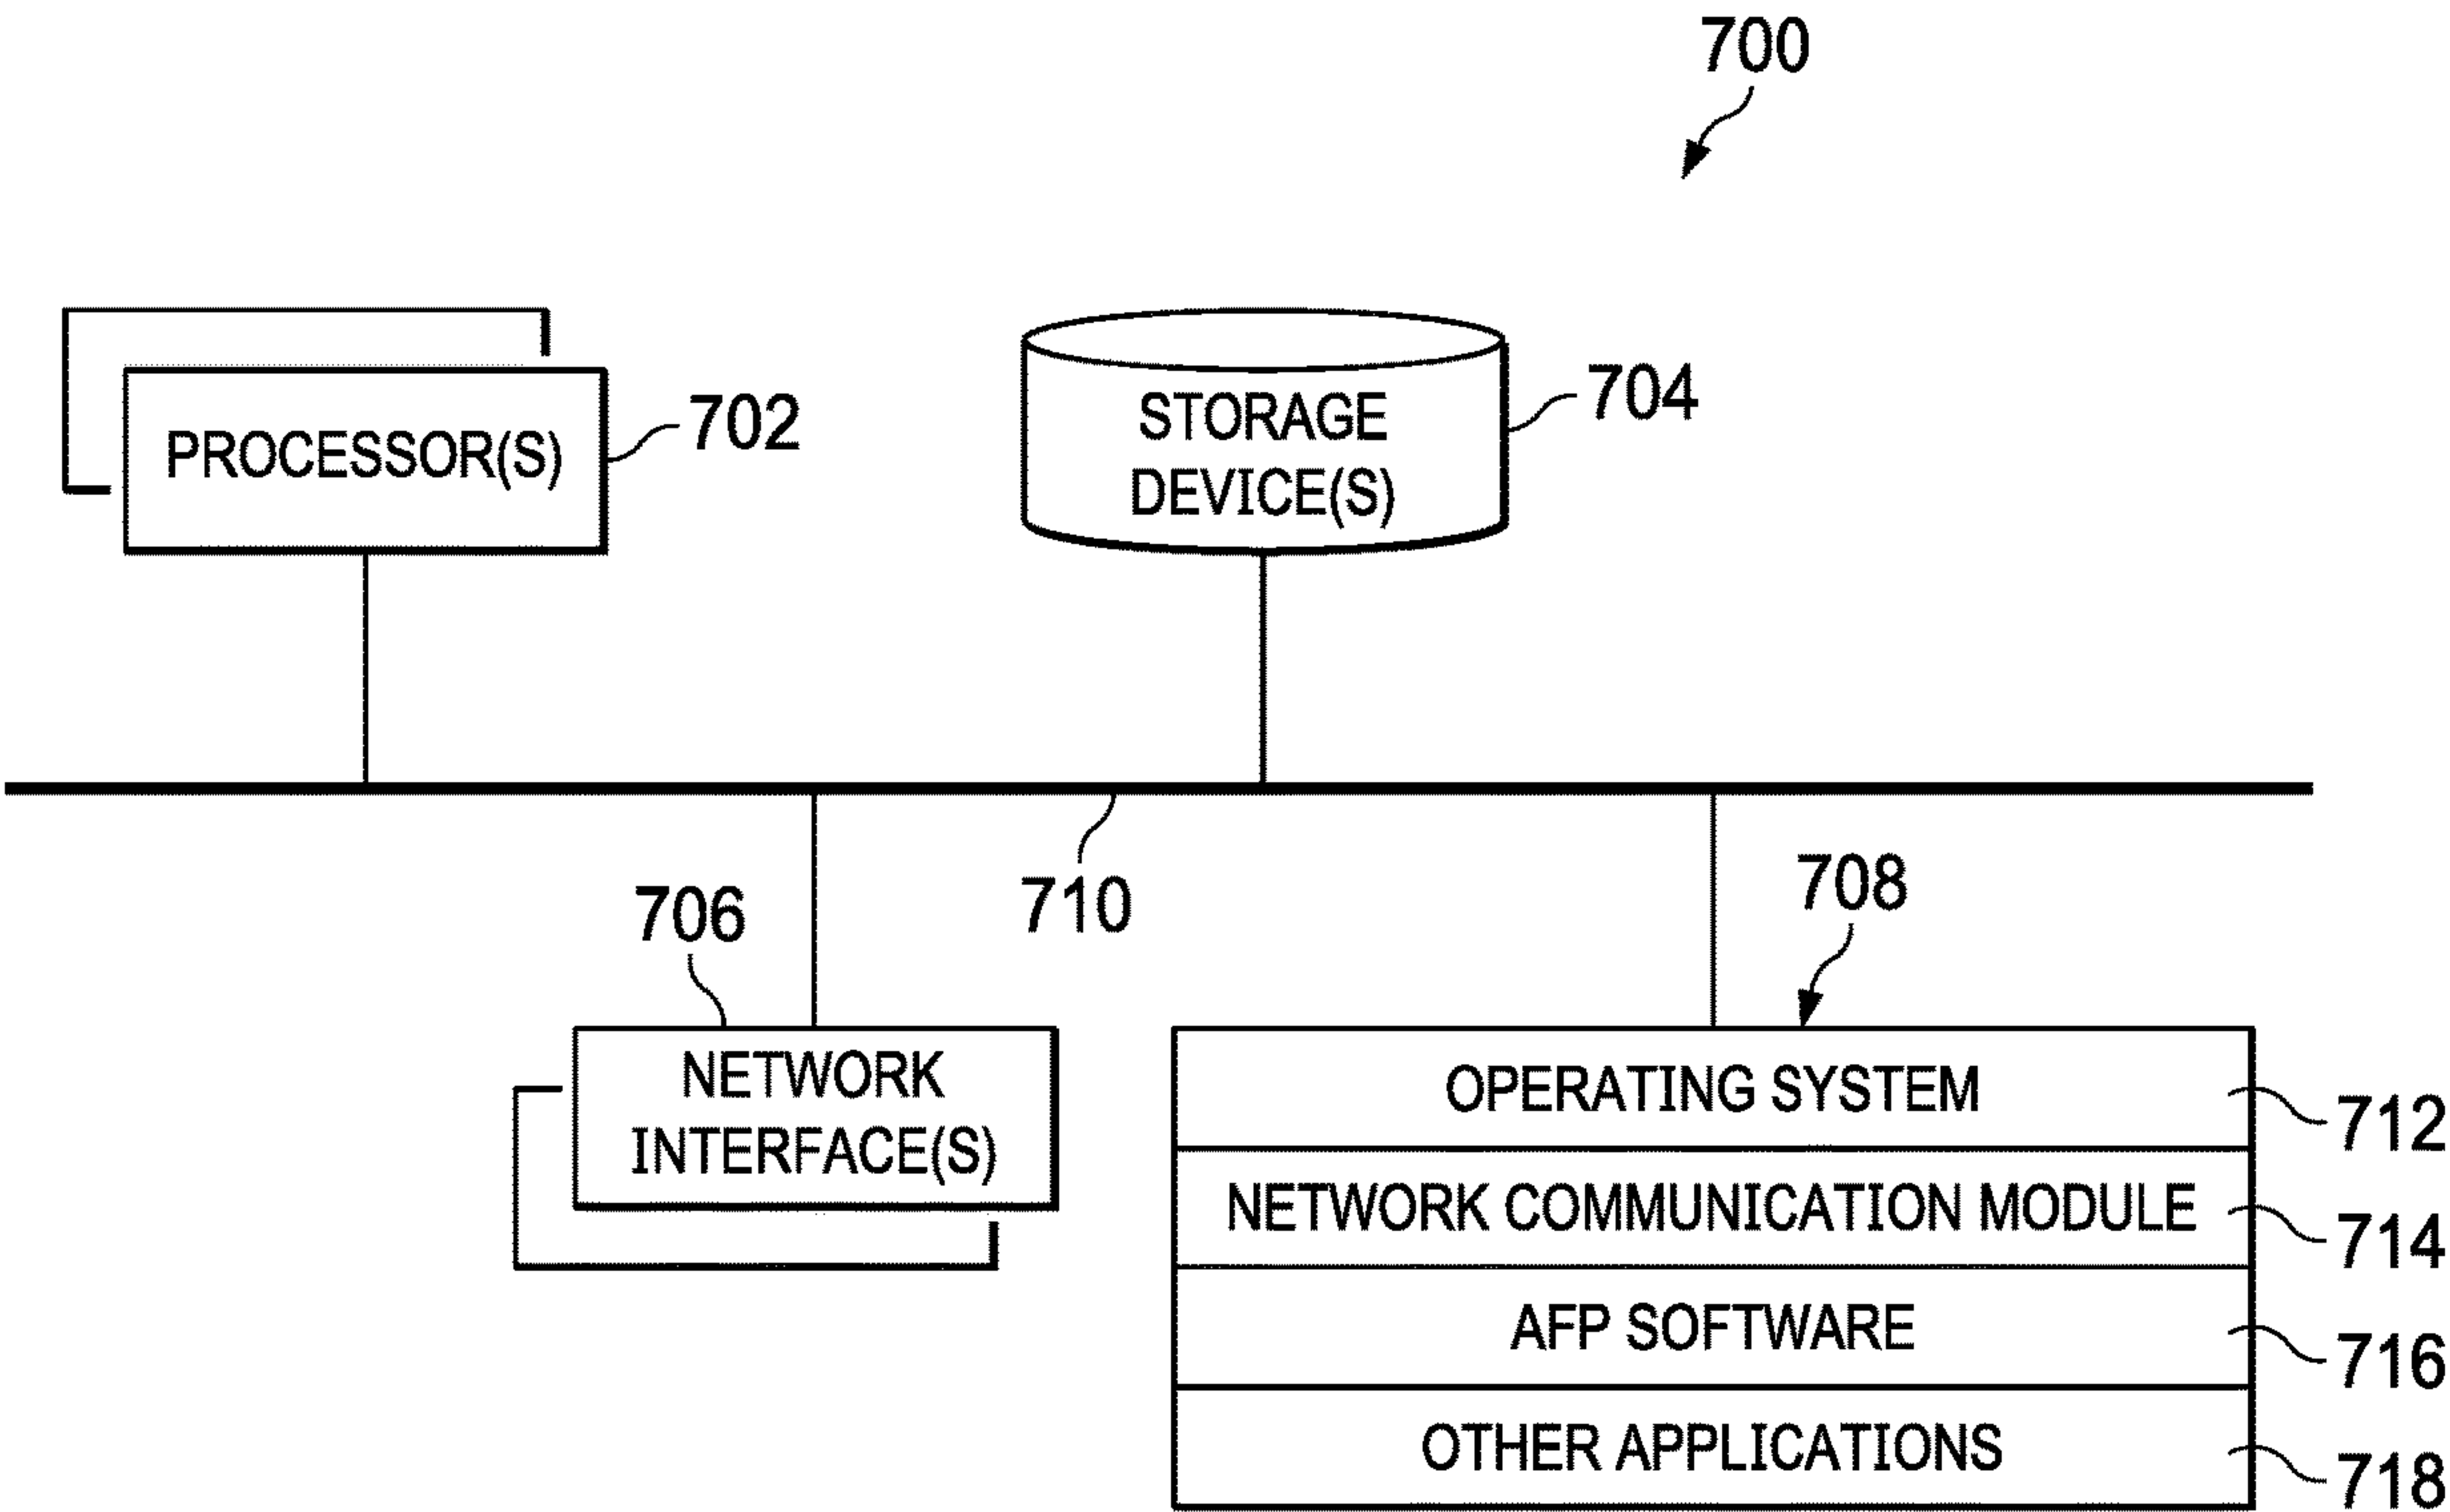 700
PROCESSOR(S)
702
STORAGE
DEVICE(S)
704
710
706
NETWORK
INTERFACE(S)
708
OPERATING SYSTEM
712
NETWORK COMMUNICATION MODULE
714
AFP SOFTWARE
716
OTHER APPLICATIONS
718